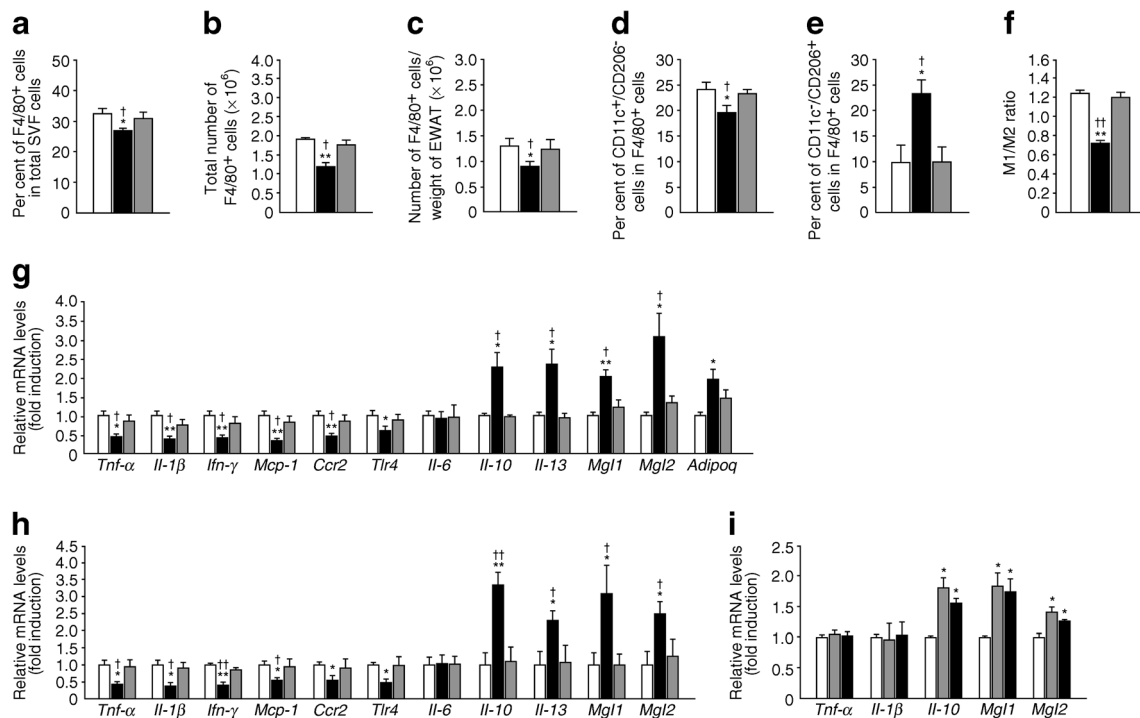 a
Per cent of F4/80⁺ cells
in total SVF cells
50
40
30
20
10
0
†
*
b
Total number of
F4/80⁺ cells (× 10⁶)
4.0
3.5
3.0
2.5
2.0
1.5
1.0
0
†
**
c
Number of F4/80⁺ cells/
weight of EWAT (× 10⁶)
3.0
2.5
2.0
1.5
1.0
0
†
*
d
Per cent of CD11c⁺/CD206⁻
cells in F4/80⁺ cells
30
25
20
15
10
5
0
†
*
e
Per cent of CD11c⁻/CD206⁺
cells in F4/80⁺ cells
30
25
20
15
10
5
0
†
*
f
M1/M2 ratio
1.6
1.4
1.2
1.0
0.8
0.6
0.4
0.2
0
††
**
g
Relative mRNA levels
(fold induction)
4.0
3.5
3.0
2.5
2.0
1.5
1.0
0.5
0
† * † ** † ** † ** † ** * † * † * † ** † * *
Tnf-α Il-1β Ifn-γ Mcp-1 Ccr2 Tlr4 Il-6 Il-10 Il-13 Mgl1 Mgl2 Adipoq
h
Relative mRNA levels
(fold induction)
4.5
4.0
3.5
3.0
2.5
2.0
1.5
1.0
0.5
0
† * † * †† ** † * * * †† ** † * † * † *
Tnf-α Il-1β Ifn-γ Mcp-1 Ccr2 Tlr4 Il-6 Il-10 Il-13 Mgl1 Mgl2
i
Relative mRNA levels
(fold induction)
2.5
2.0
1.5
1.0
0.5
0
* * * * * *
Tnf-α Il-1β Il-10 Mgl1 Mgl2